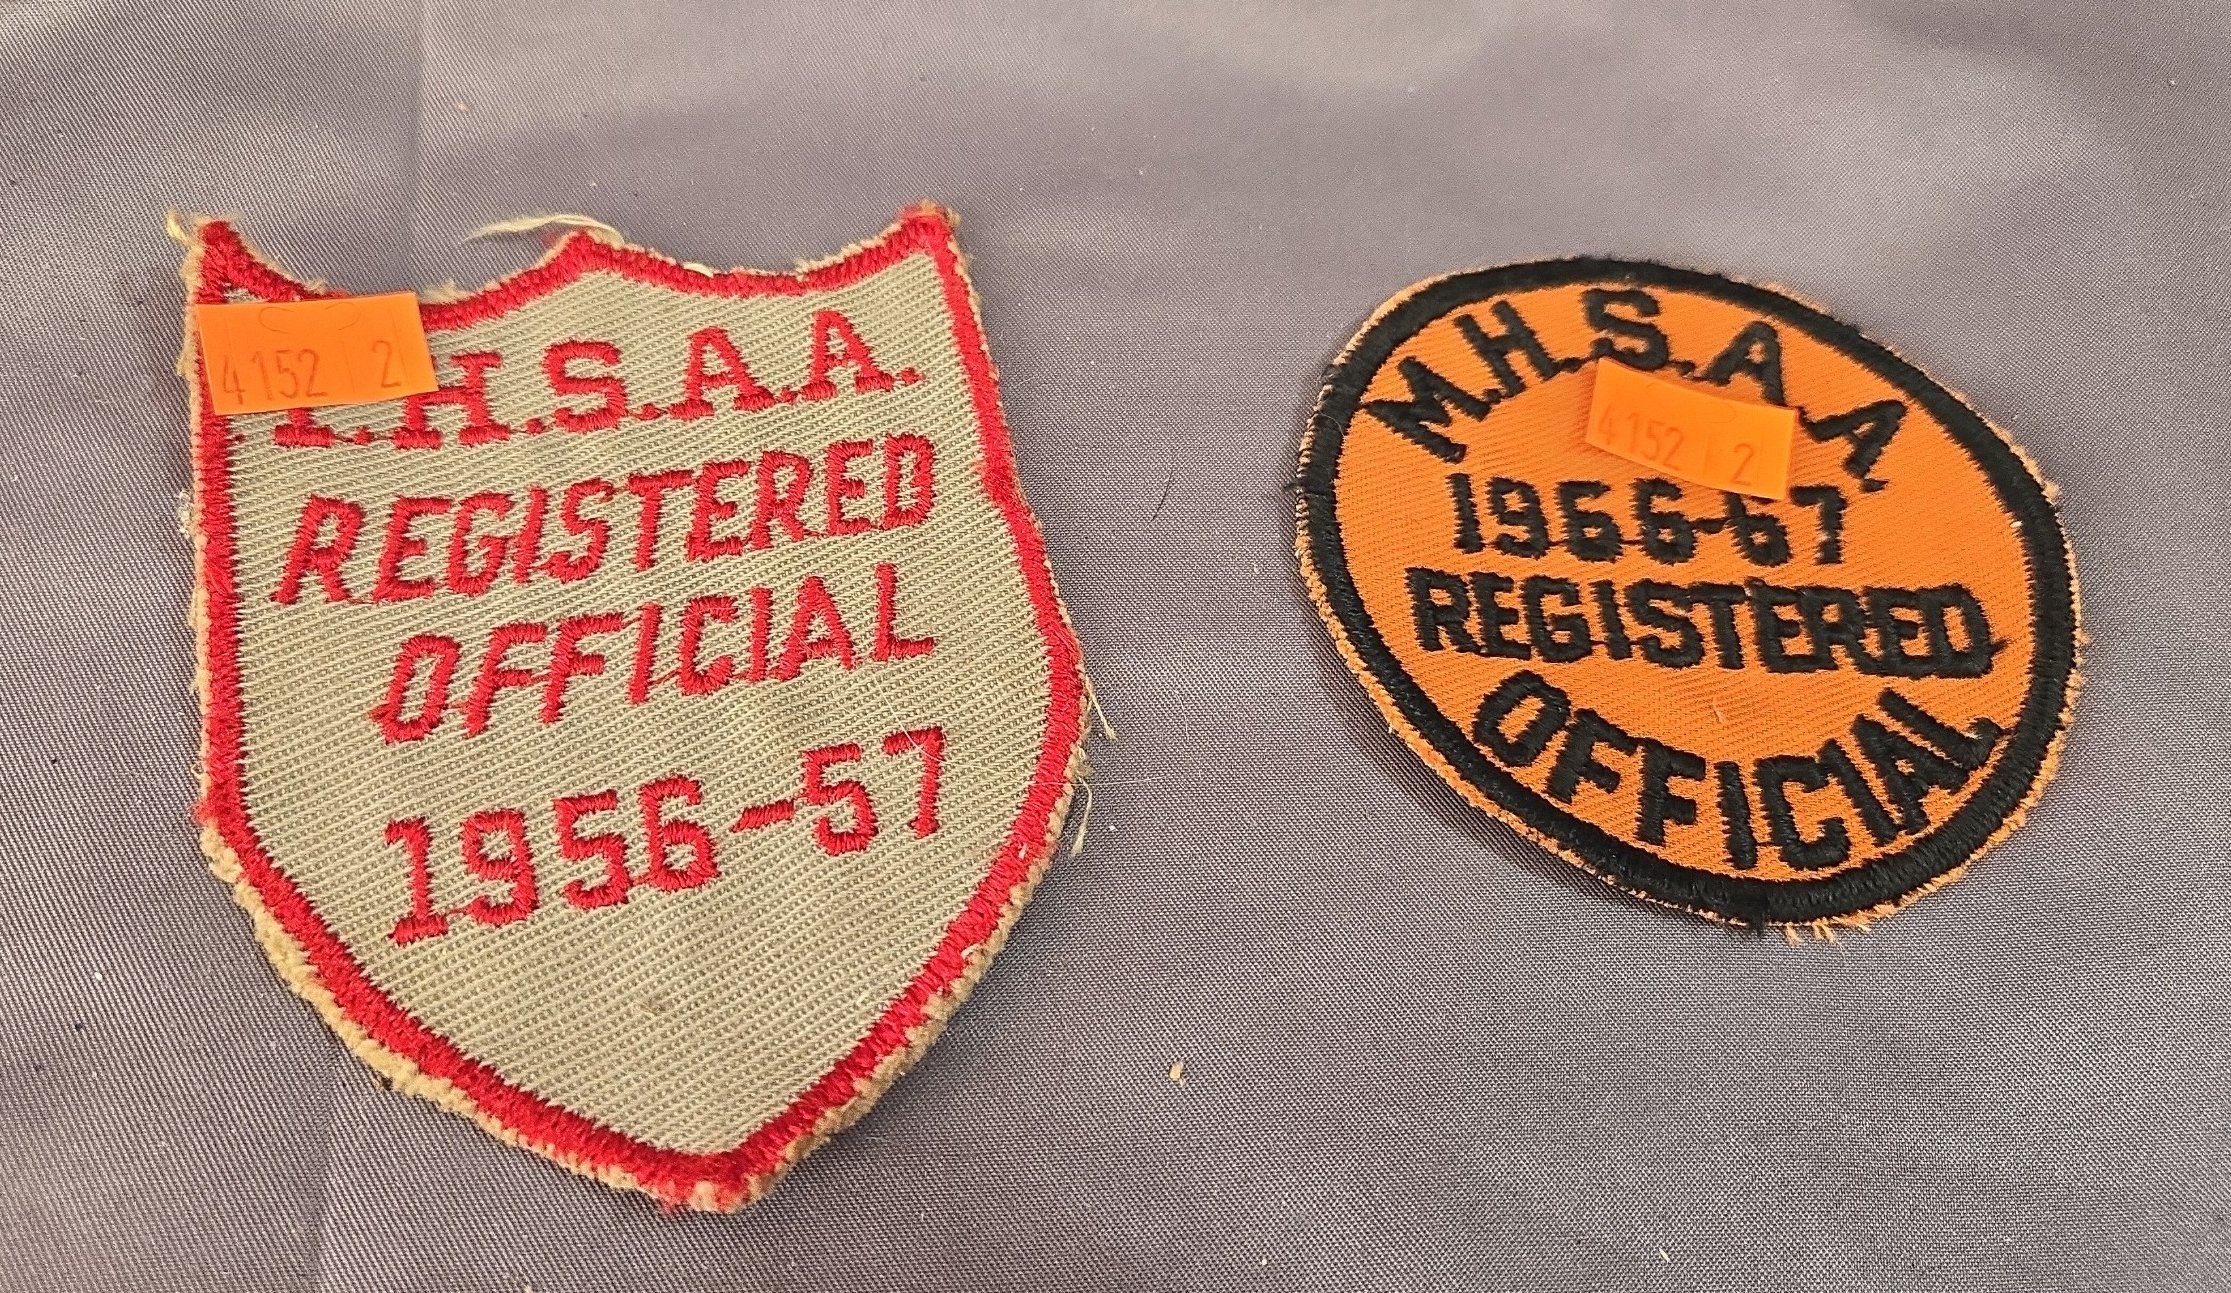 4152 2
I.H.S.A.A.
REGISTERED
OFFICIAL
1956-57
M.H.S.A.A.
4152 2
1966-67
REGISTERED
OFFICIAL